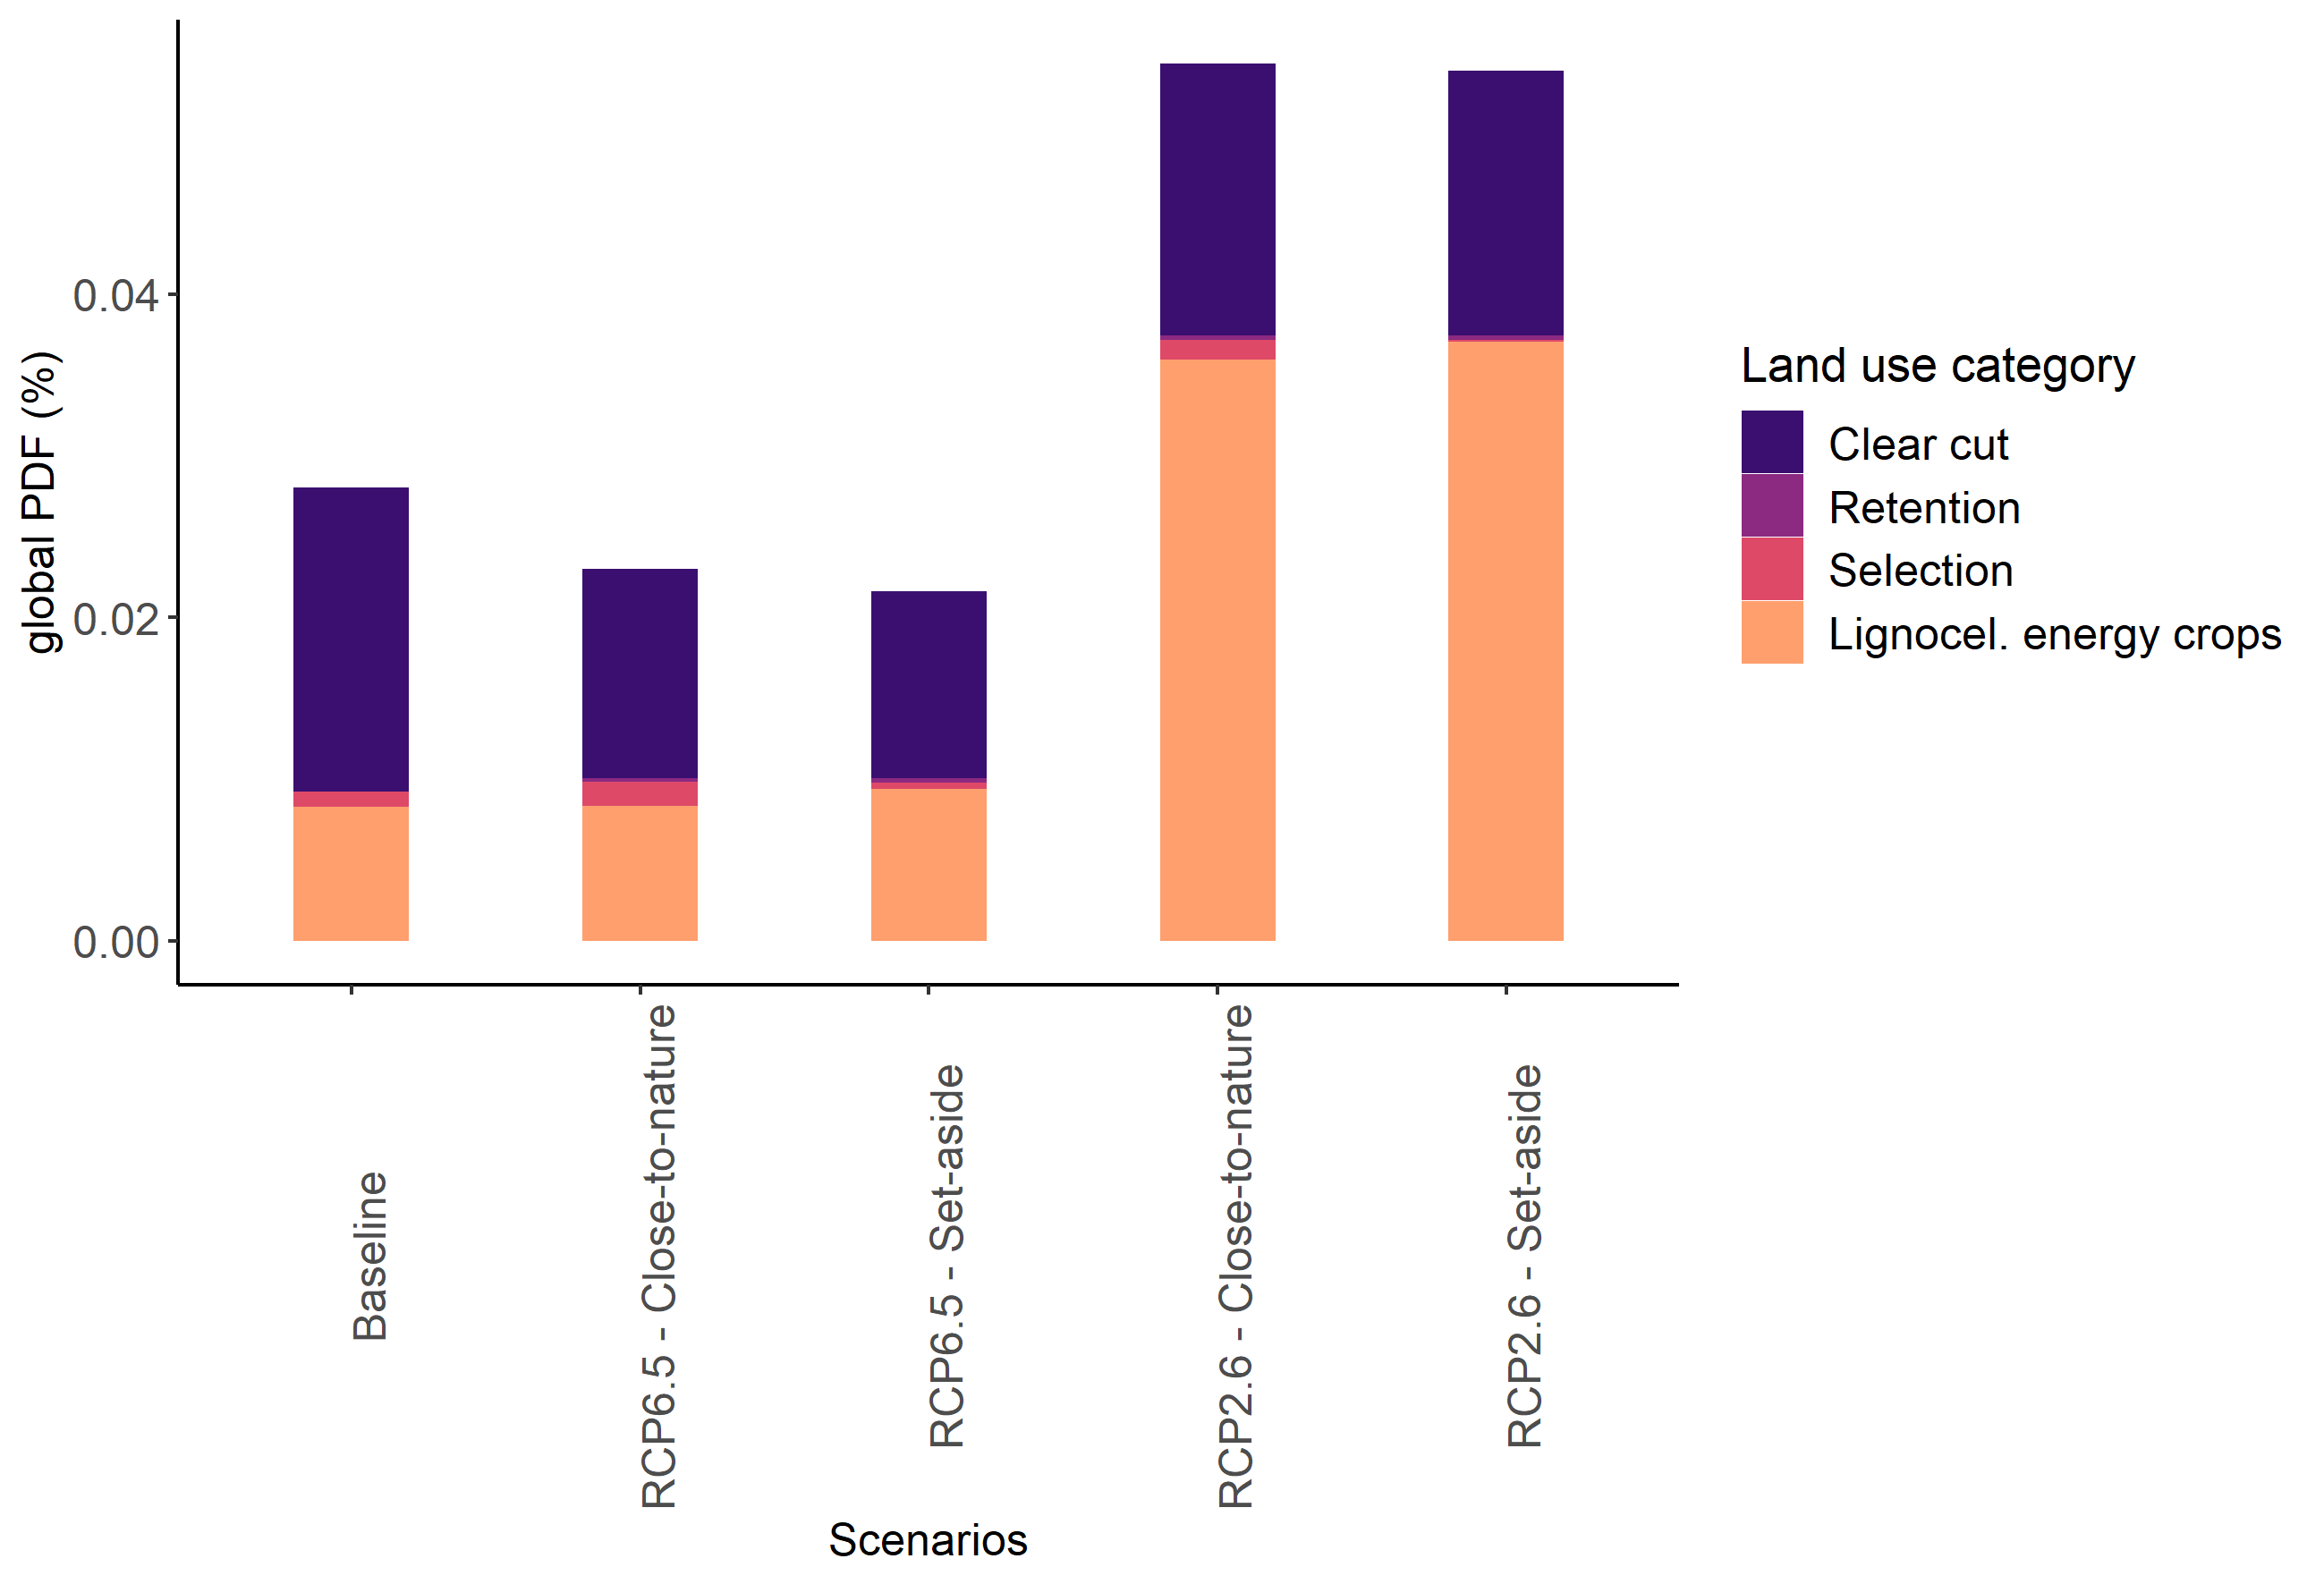 global PDF (%)
0.04
0.02
0.00
Baseline
RCP6.5 - Close-to-nature
RCP6.5 - Set-aside
RCP2.6 - Close-to-nature
RCP2.6 - Set-aside
Scenarios
Land use category
Clear cut
Retention
Selection
Lignocel. energy crops